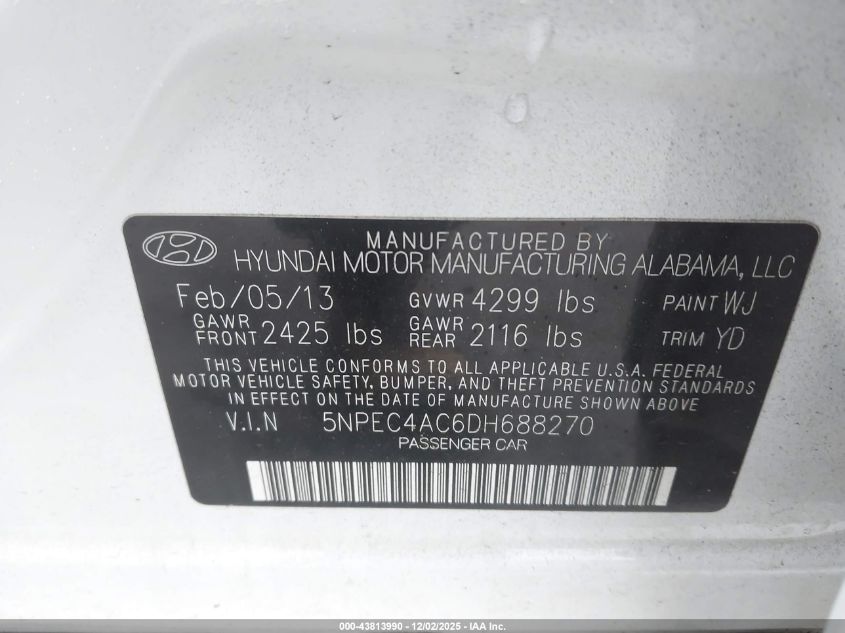 MANUFACTURED BY
HYUNDAI MOTOR MANUFACTURING ALABAMA, LLC
Feb/05/13 GVWR 4299 lbs PAINT WJ
GAWR FRONT 2425 lbs GAWR REAR 2116 lbs TRIM YD
THIS VEHICLE CONFORMS TO ALL APPLICABLE U.S.A. FEDERAL
MOTOR VEHICLE SAFETY, BUMPER, AND THEFT PREVENTION STANDARDS
IN EFFECT ON THE DATE OF MANUFACTURE SHOWN ABOVE
V.I.N 5NPEC4AC6DH688270
PASSENGER CAR
000-43813990 - 12/02/2025 - IAA Inc.